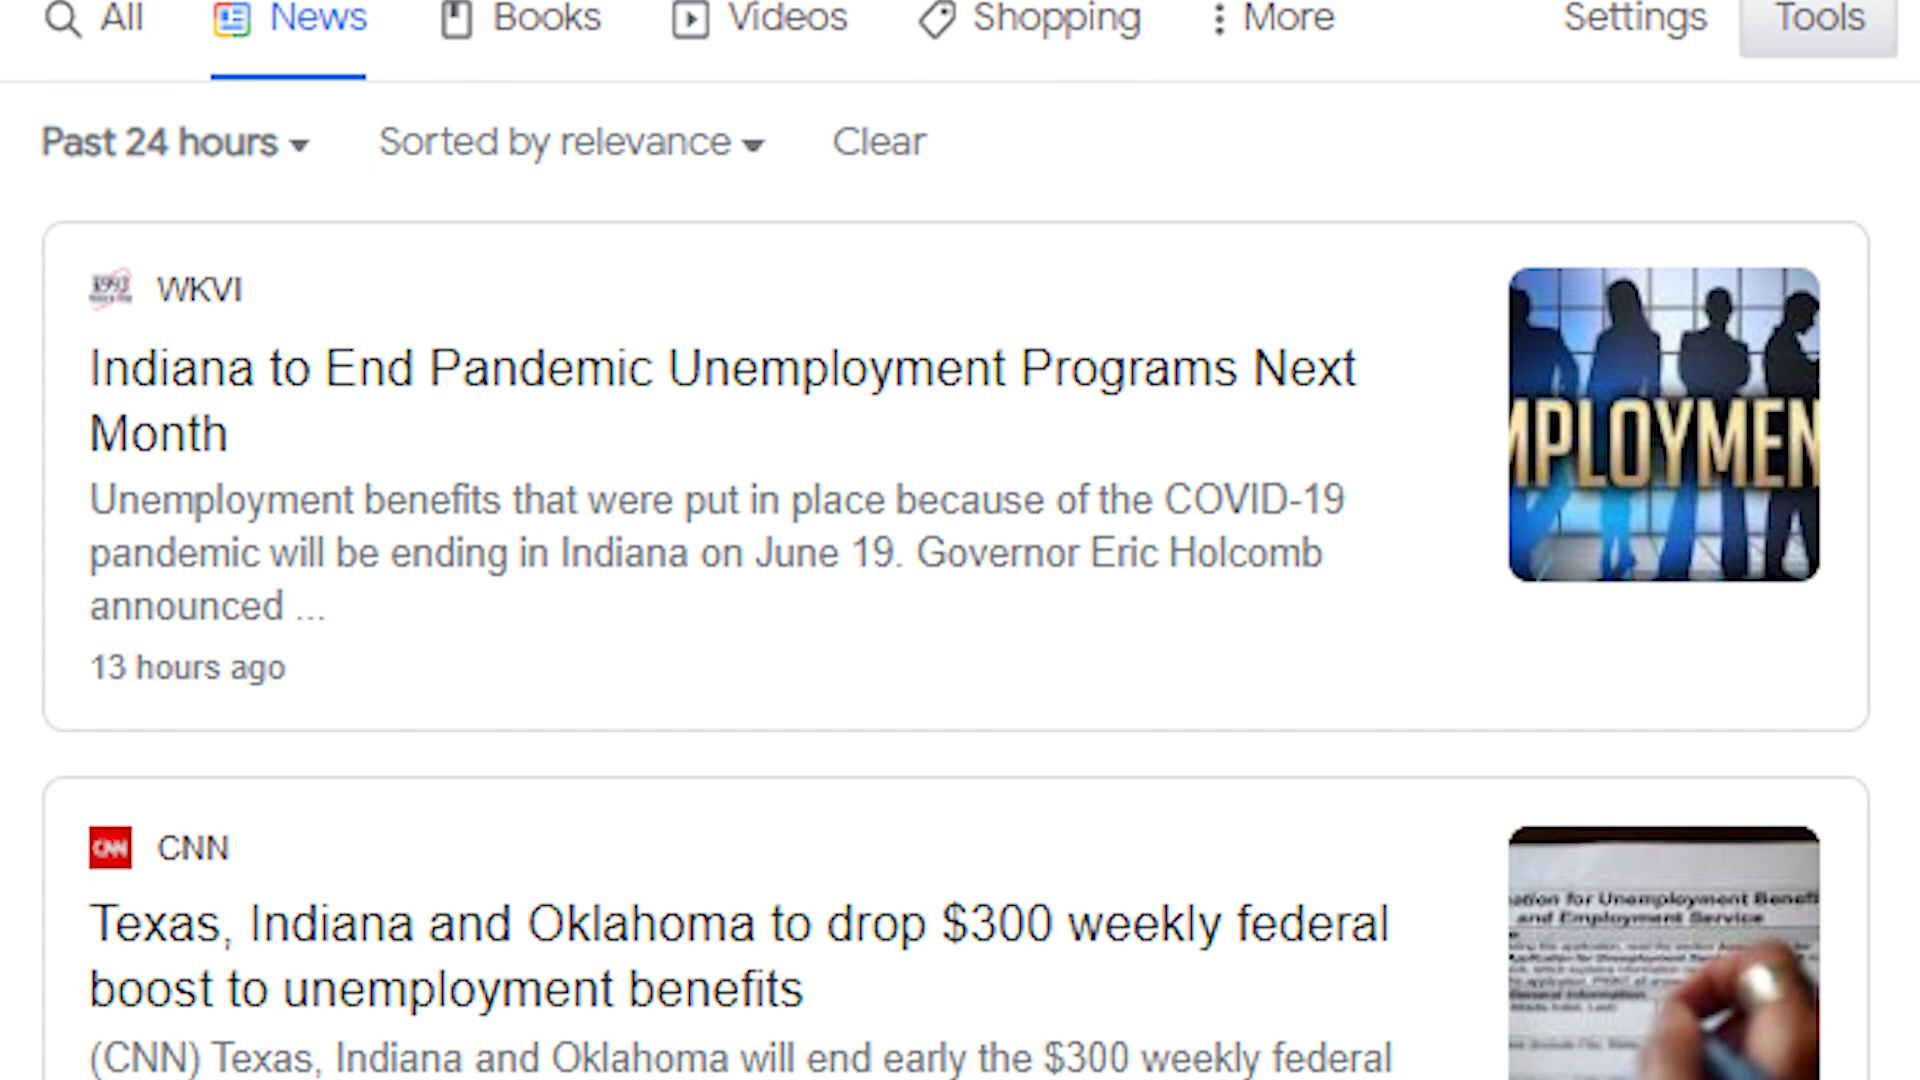 All News Books Videos Shopping More Settings Tools
Past 24 hours Sorted by relevance Clear
WKVI
Indiana to End Pandemic Unemployment Programs Next
Month
Unemployment benefits that were put in place because of the COVID-19
pandemic will be ending in Indiana on June 19. Governor Eric Holcomb
announced ...
13 hours ago
MPLOYMEN
CNN CNN
Texas, Indiana and Oklahoma to drop $300 weekly federal
boost to unemployment benefits
(CNN) Texas, Indiana and Oklahoma will end early the $300 weekly federal
ation for Unemployment Benefi
and Employment Service